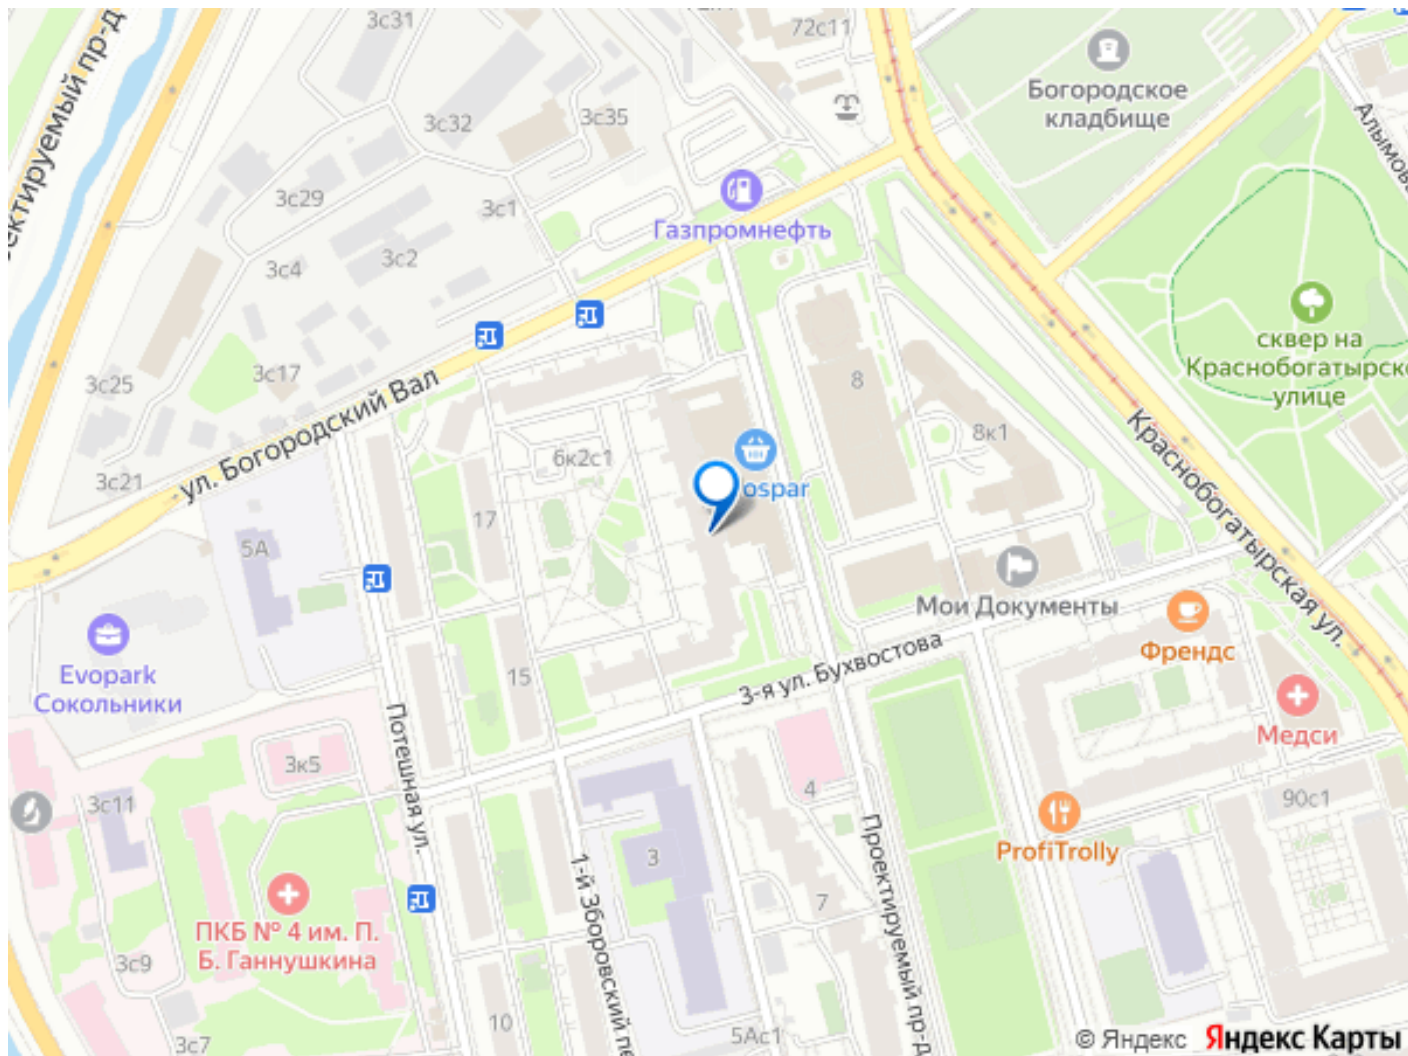 3с31
72с11
Богородское
кладбище
ектируемый пр-д
3с32
3с35
3с29
3с1
Газпромнефть
3с4
3с2
сквер на
Краснобогатырско
улице
3с25
3с17
8
8к1
ул. Богородский Вал
3с21
6к2с1
ospar
Краснобогатырская ул.
17
5А
Мои Документы
Френдс
3-я ул. Бухвостова
Evopark
Сокольники
15
Медси
Потешная ул.
3к5
3с11
4
90с1
ProfiTrolly
3
1-й Зборовский пе
Проектируемый пр-д
7
ПКБ № 4 им. П.
Б. Ганнушкина
3с9
10
5Ас1
3с7
© Яндекс Яндекс Карты